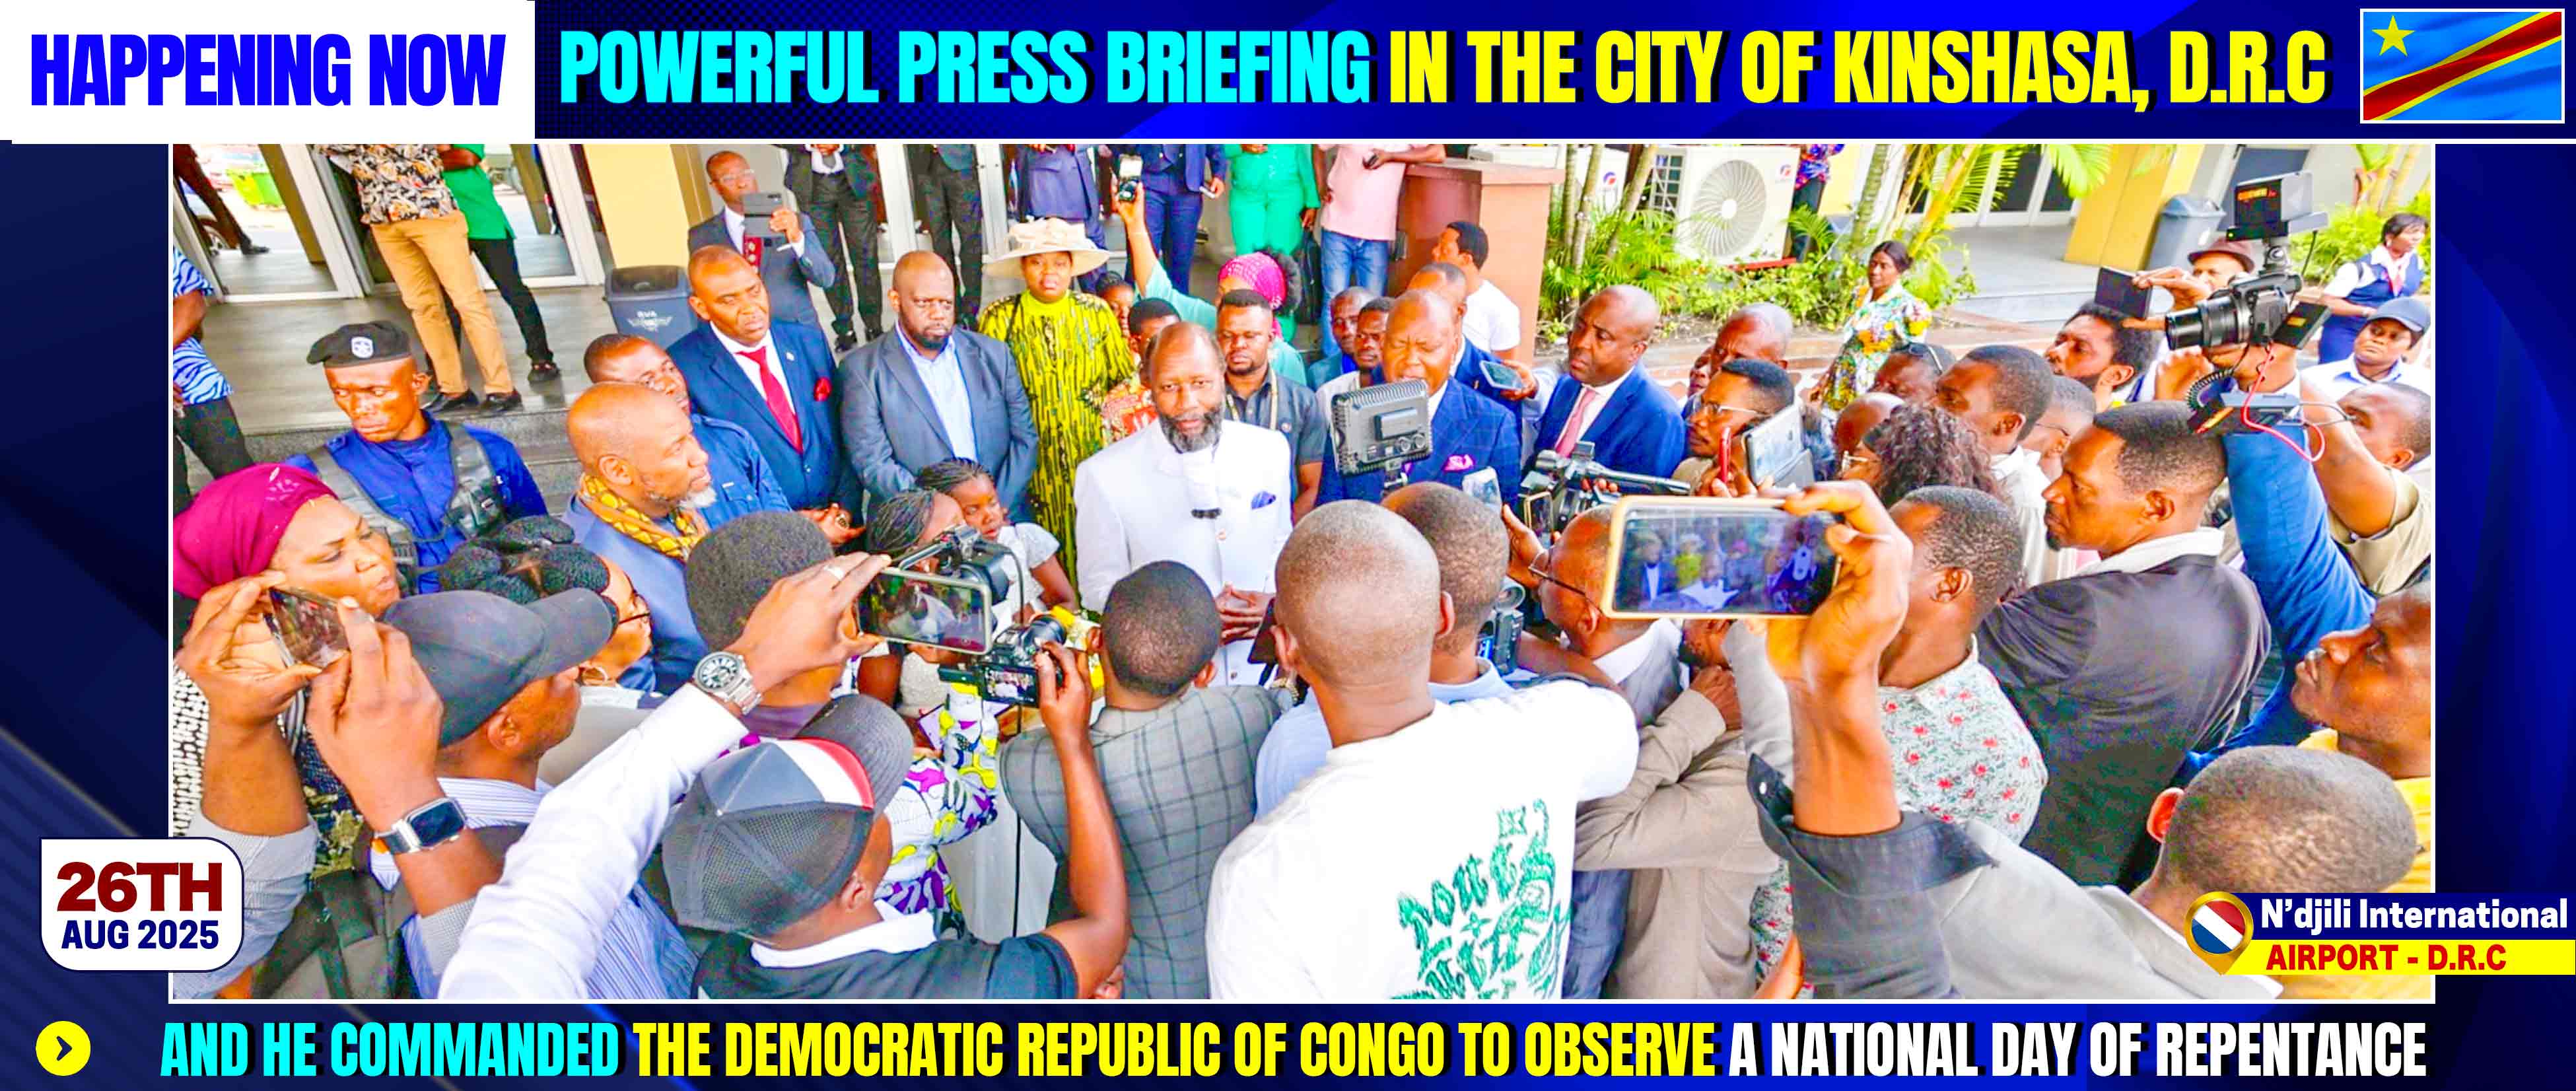 HAPPENING NOW
POWERFUL PRESS BRIEFING IN THE CITY OF KINSHASA, D.R.C
RVA
26TH
AUG 2025
N'djili International
AIRPORT - D.R.C
AND HE COMMANDED THE DEMOCRATIC REPUBLIC OF CONGO TO OBSERVE A NATIONAL DAY OF REPENTANCE